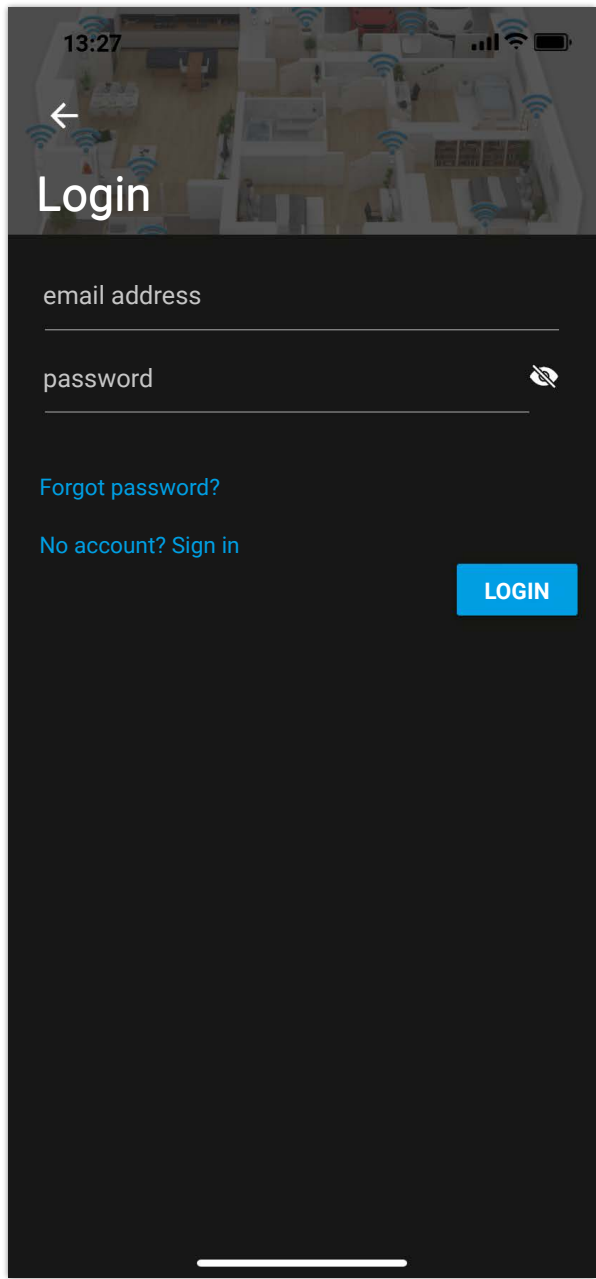 13:27
Login
email address
password
Forgot password?
No account? Sign in
LOGIN